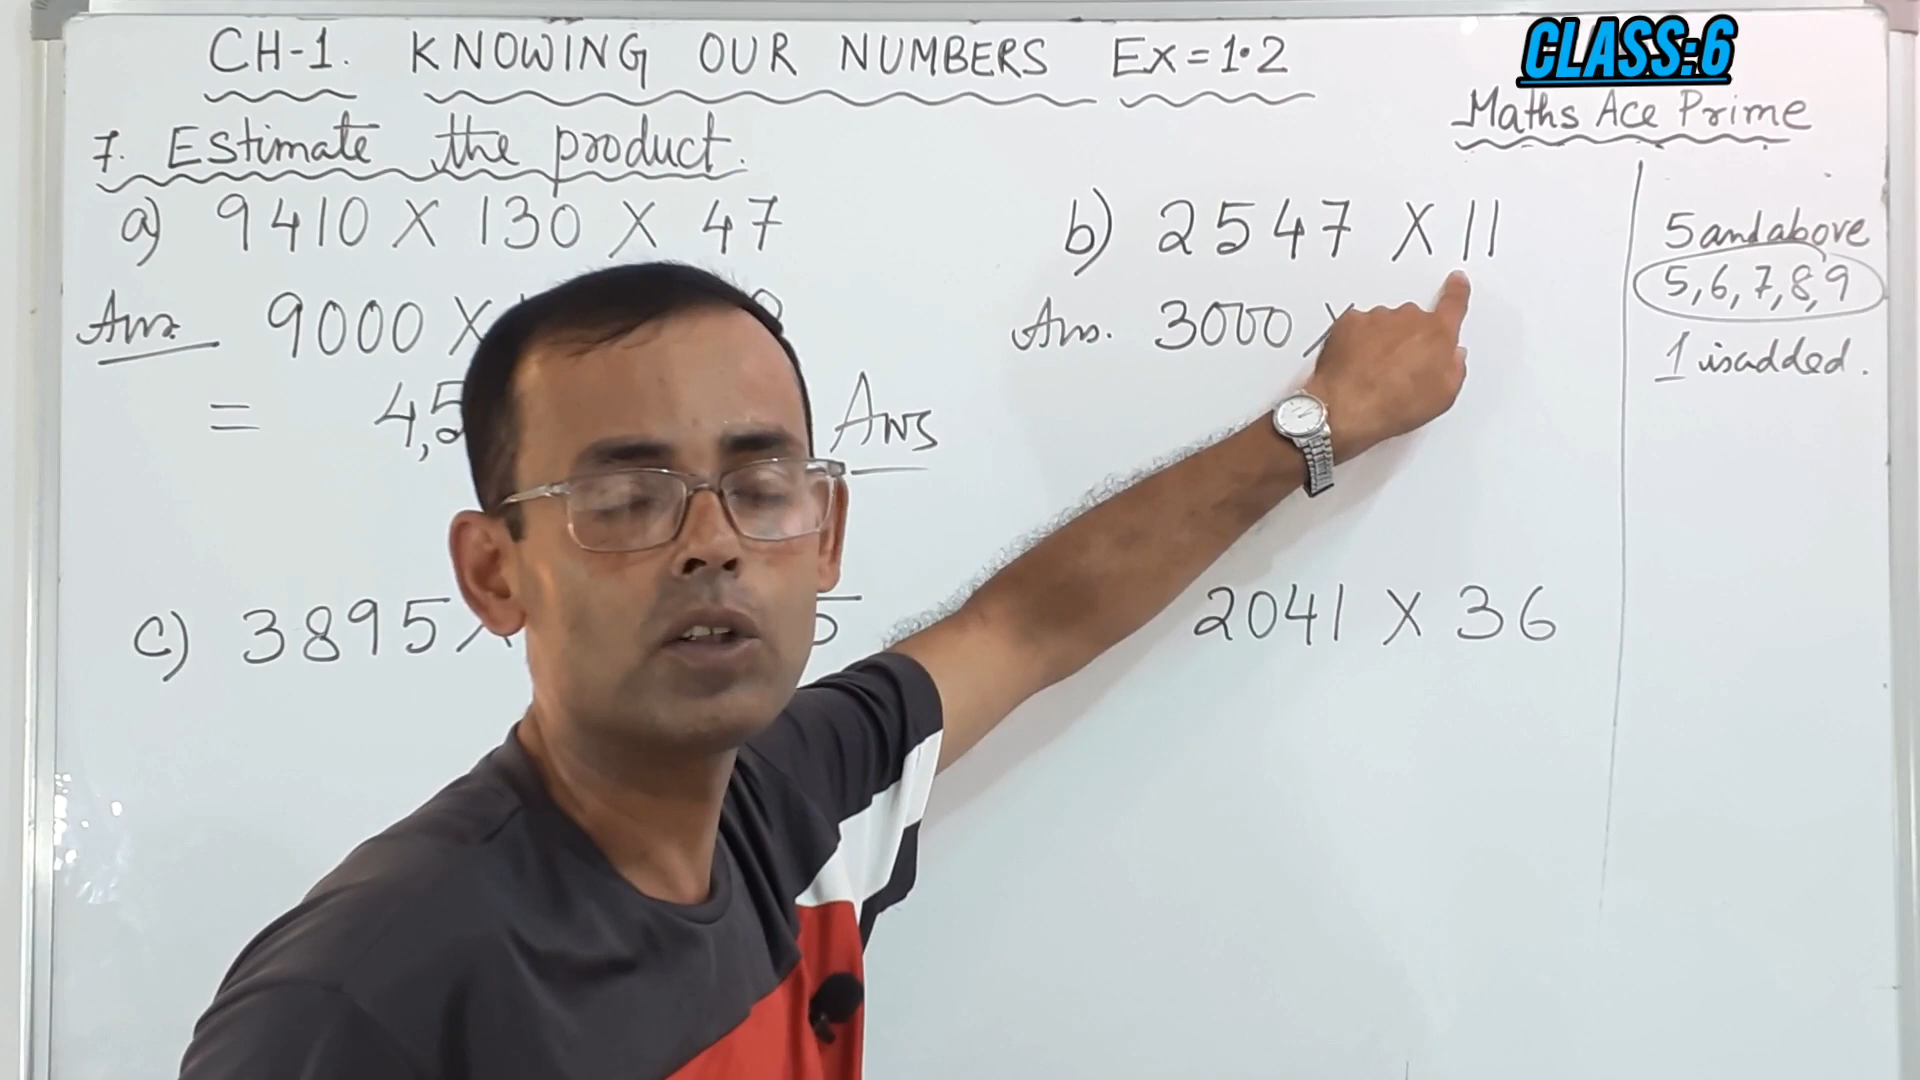 CH-1. KNOWING OUR NUMBERS Ex=1.2
CLASS:6
Maths Ace Prime
7. Estimate the product.
a) 9410 X 130 X 47
Ans. 9000 X
= 4,5 Ans
b) 2547 X 11
Ans. 3000 X
c) 3895 X 5
2041 X 36
5 and above
5,6,7,8,9
1 is added.